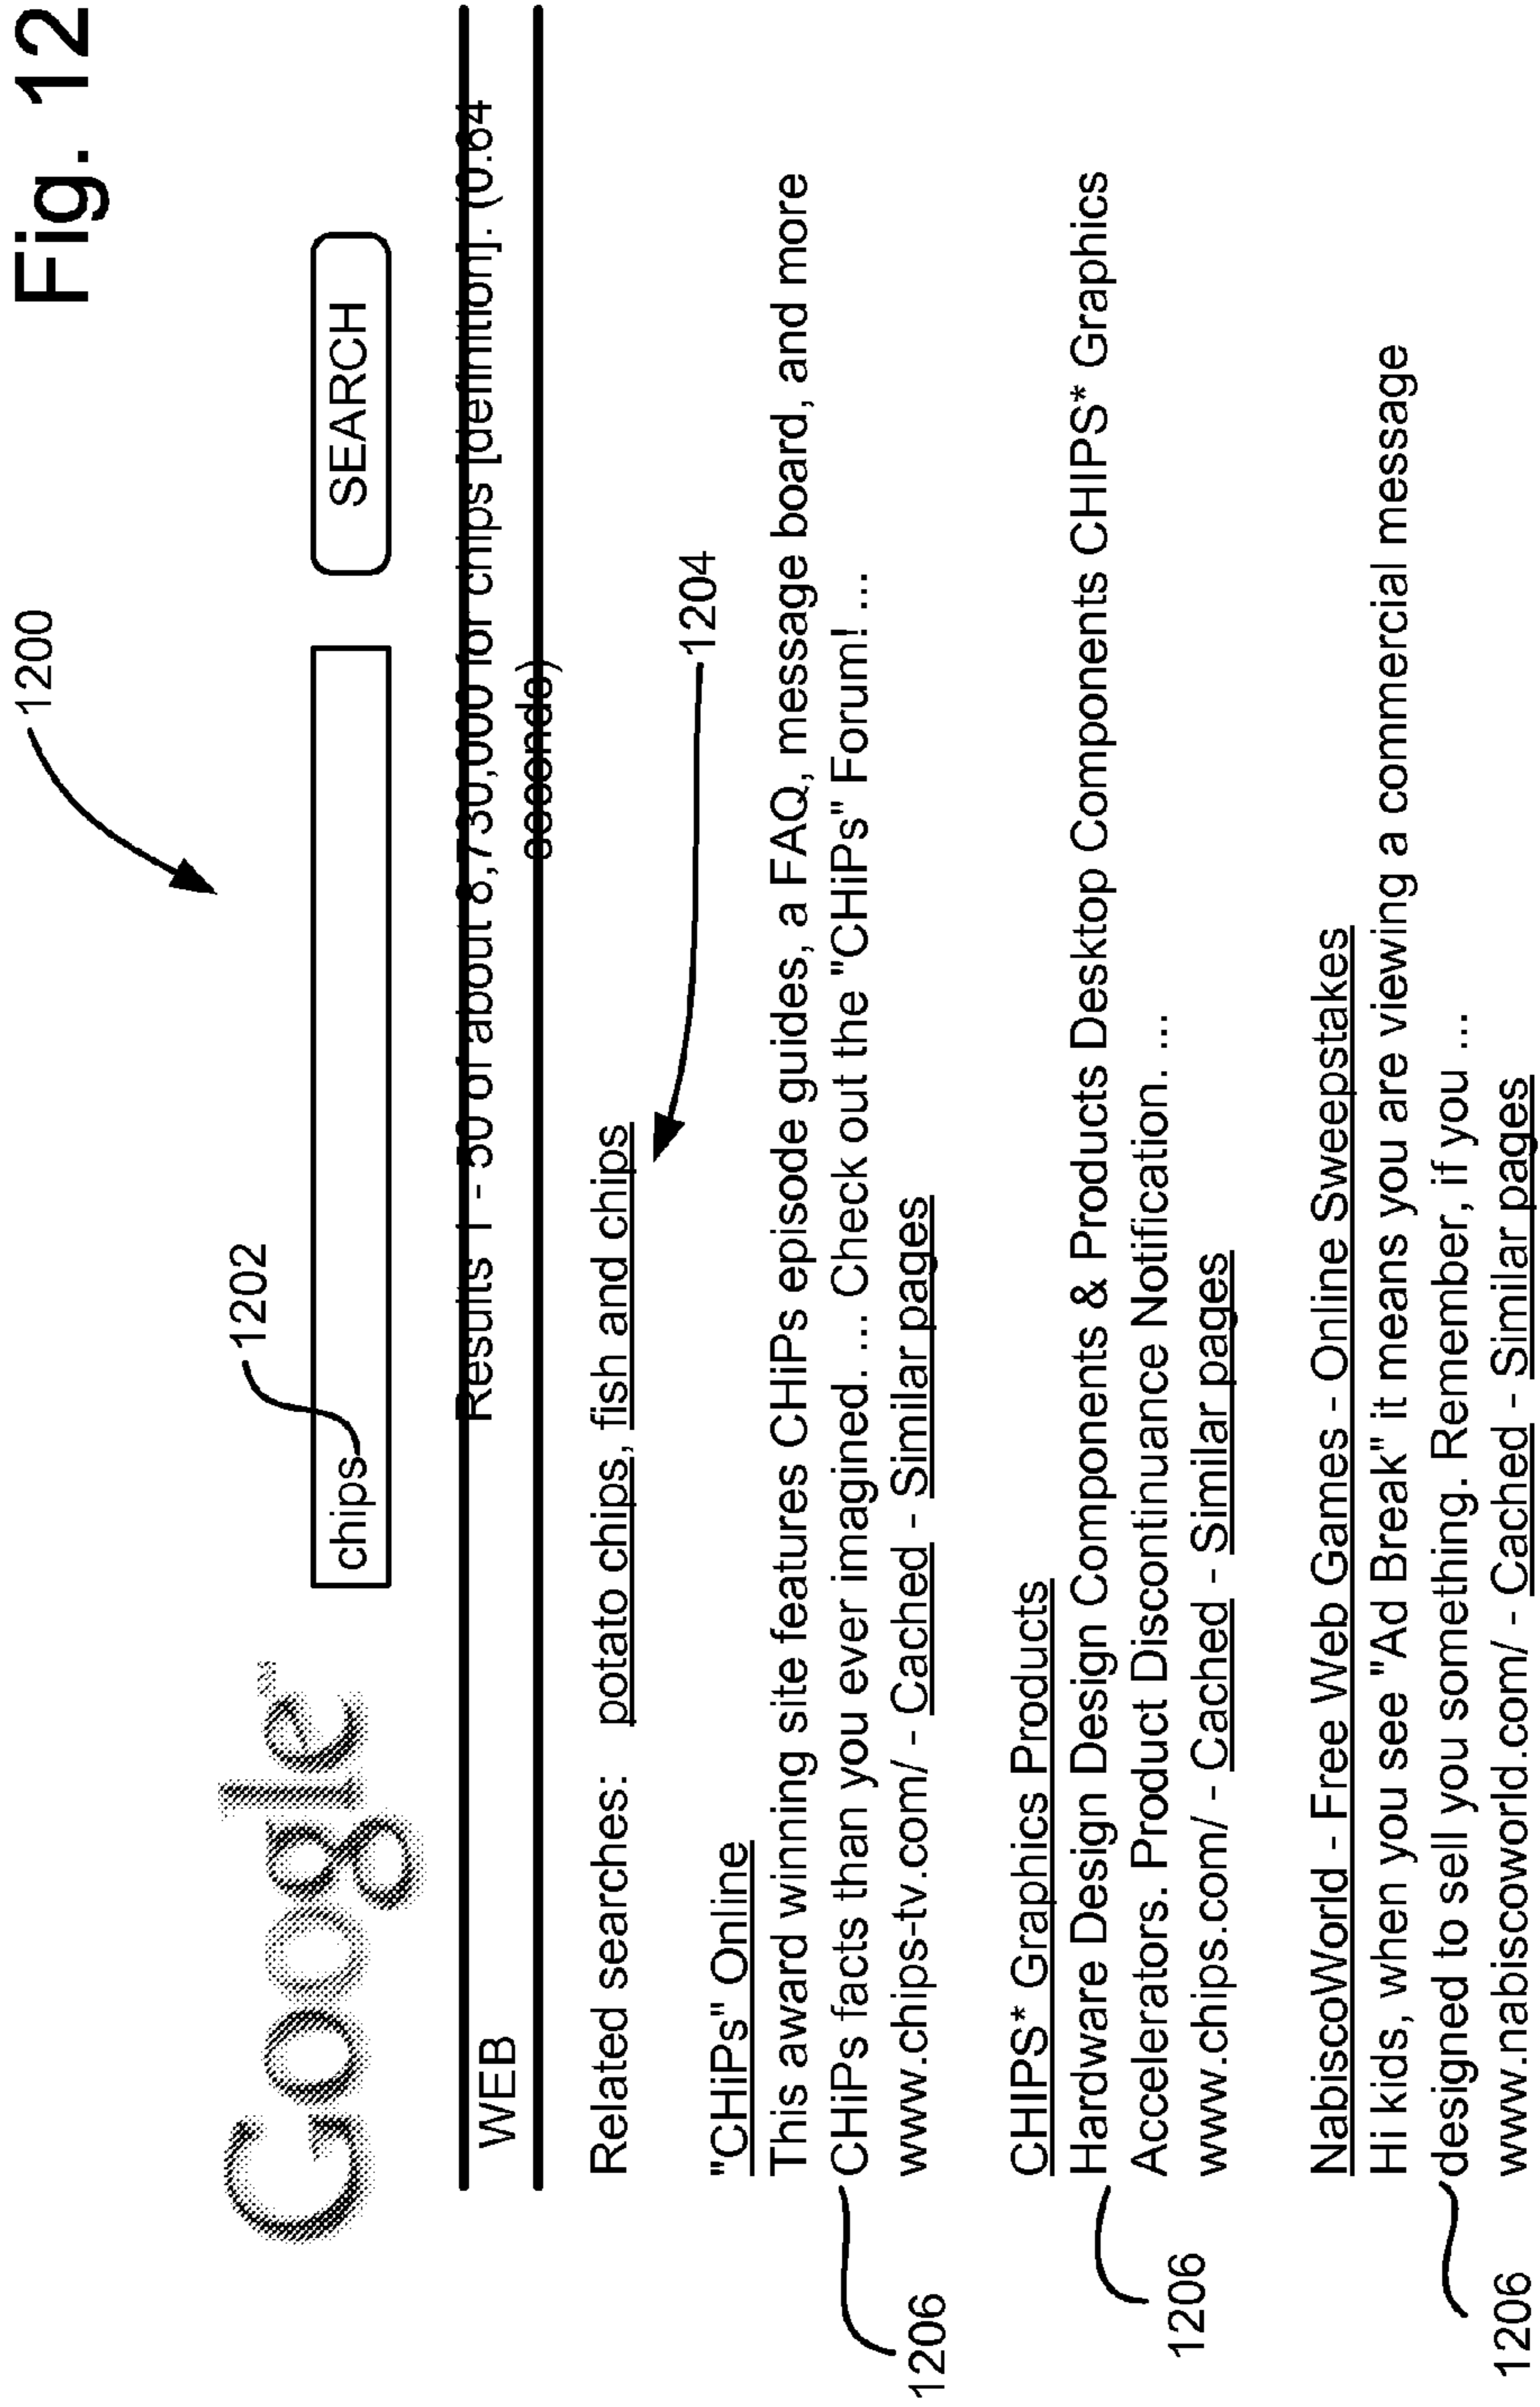 Fig. 12
1200
Google™
1202
chips
SEARCH
WEB
Results 1 - 50 of about 8,730,000 for chips [definition]. (0.64
seconds)
Related searches: potato chips, fish and chips
1204
"CHiPs" Online
This award winning site features CHiPs episode guides, a FAQ, message board, and more
CHiPs facts than you ever imagined. ... Check out the "CHiPs" Forum! ...
www.chips-tv.com/ - Cached - Similar pages
1206
CHIPS* Graphics Products
Hardware Design Design Components & Products Desktop Components CHIPS* Graphics
Accelerators. Product Discontinuance Notification. ...
www.chips.com/ - Cached - Similar pages
1206
NabiscoWorld - Free Web Games - Online Sweepstakes
Hi kids, when you see "Ad Break" it means you are viewing a commercial message
designed to sell you something. Remember, if you ...
www.nabiscoworld.com/ - Cached - Similar pages
1206